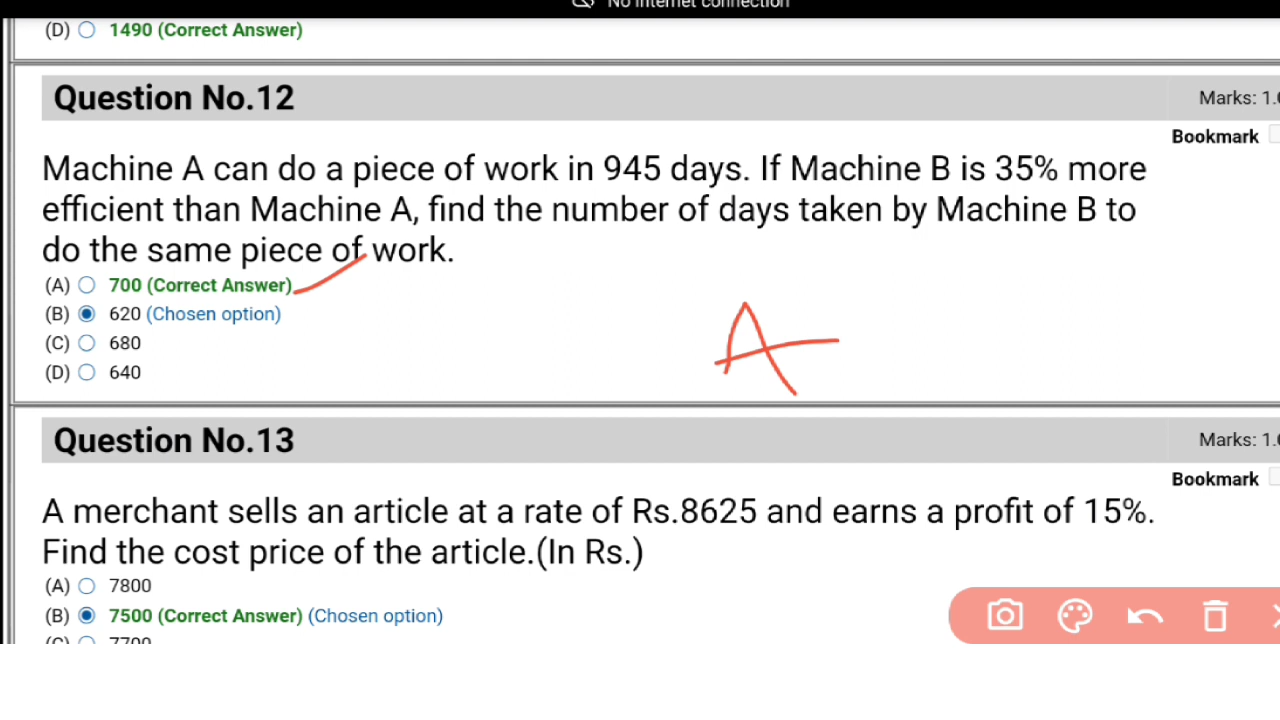 No internet connection
(D) 1490 (Correct Answer)
Question No.12
Marks: 1.
Bookmark
Machine A can do a piece of work in 945 days. If Machine B is 35% more
efficient than Machine A, find the number of days taken by Machine B to
do the same piece of work.
(A) 700 (Correct Answer)
(B) 620 (Chosen option)
(C) 680
(D) 640
A
Question No.13
Marks: 1.
Bookmark
A merchant sells an article at a rate of Rs.8625 and earns a profit of 15%.
Find the cost price of the article.(In Rs.)
(A) 7800
(B) 7500 (Correct Answer) (Chosen option)
(C) 7700